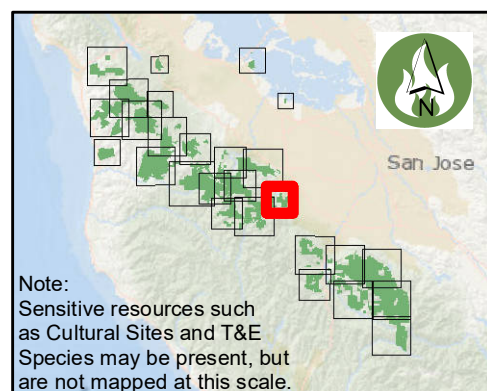 N
San Jose
Note:
Sensitive resources such
as Cultural Sites and T&E
Species may be present, but
are not mapped at this scale.